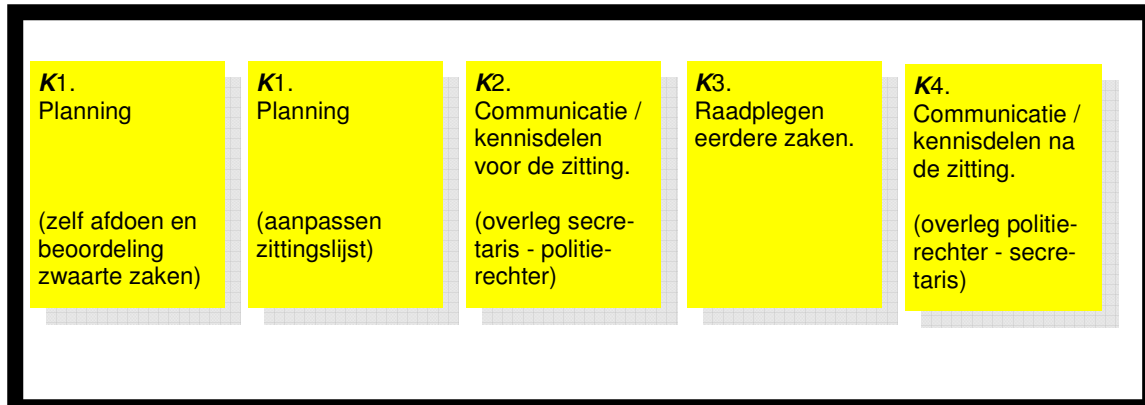 K1.
Planning
(zelf afdoen en
beoordeling
zwaarte zaken)
K1.
Planning
(aanpassen
zittingslijst)
K2.
Communicatie /
kennisdelen
voor de zitting.
(overleg secre-
taris - politie-
rechter)
K3.
Raadplegen
eerdere zaken.
K4.
Communicatie /
kennisdelen na
de zitting.
(overleg politie-
rechter - secre-
taris)